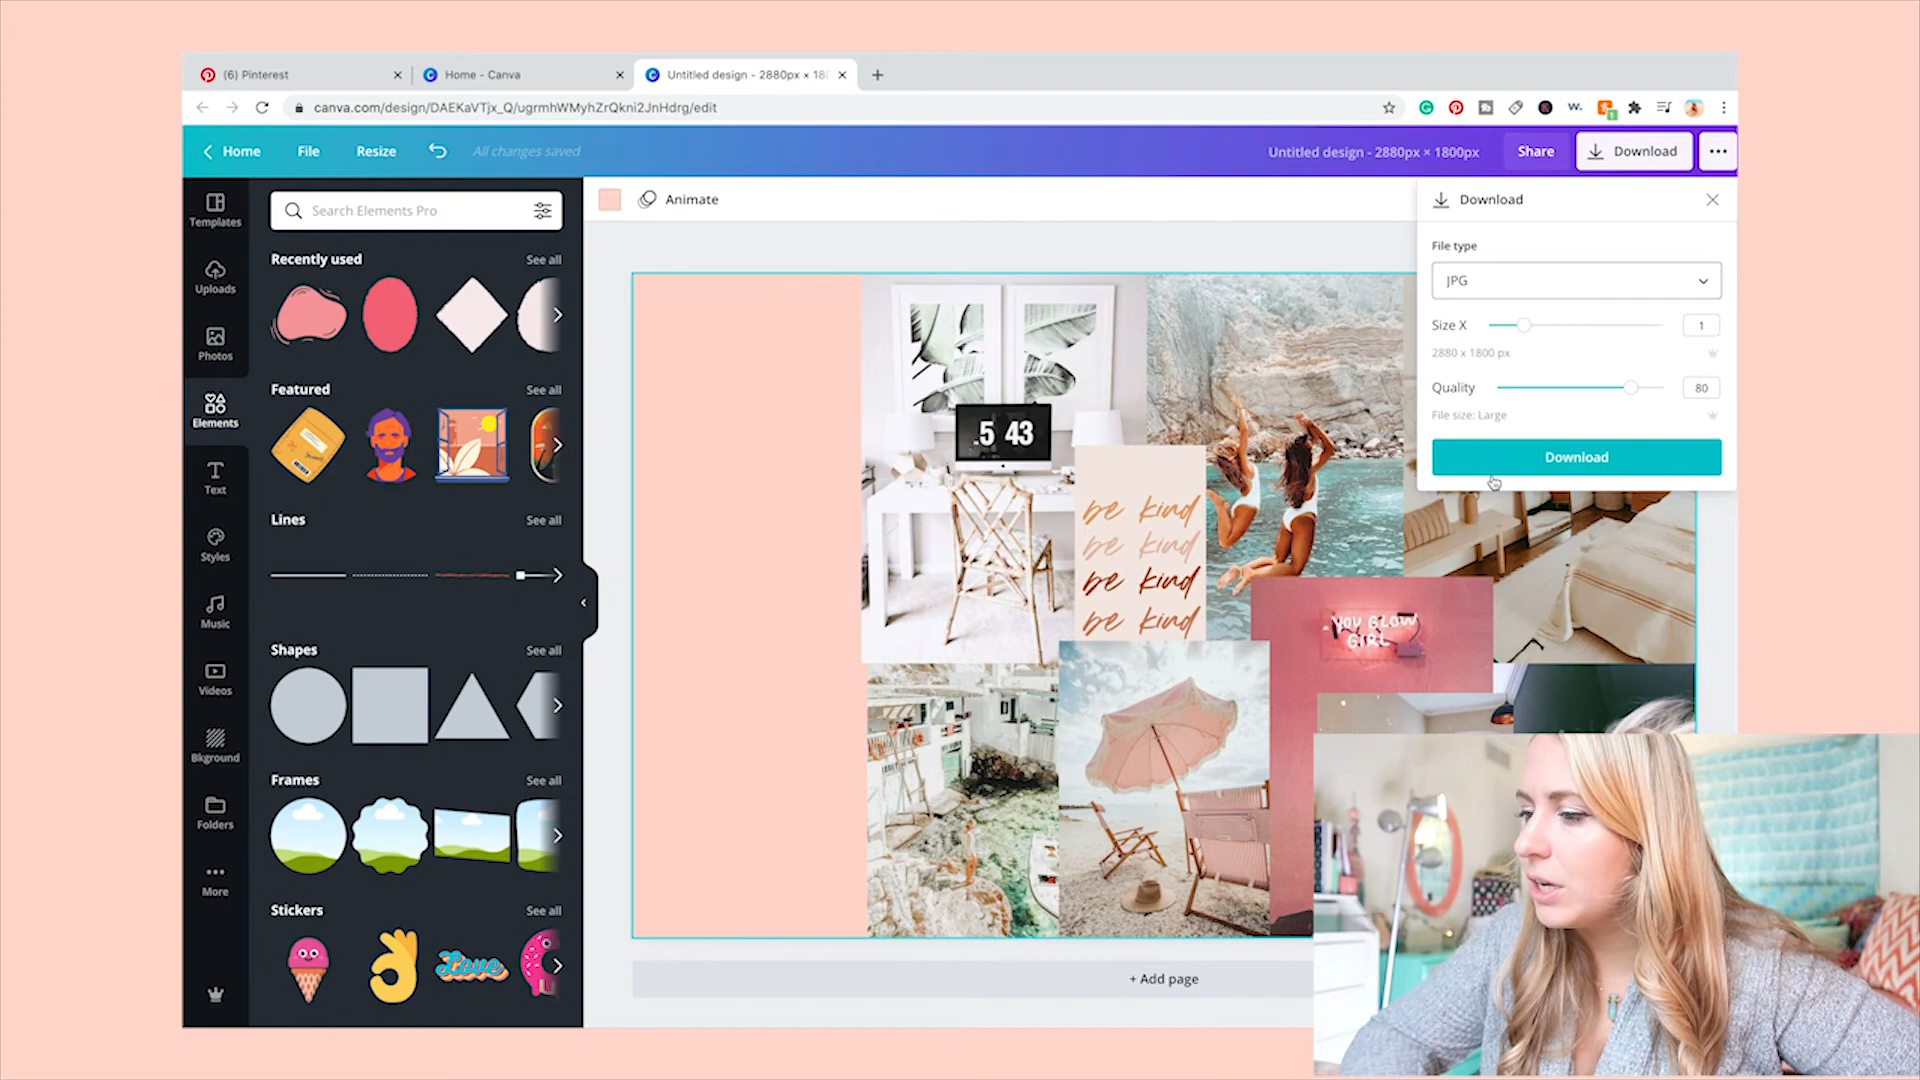 (6) Pinterest
Home - Canva
Untitled design - 2880px × 180
canva.com/design/DAEKaVTjx_Q/ugrmhWMyhZrQkni2JnHdrg/edit
Home
File
Resize
All changes saved
Untitled design - 2880px × 1800px
Share
Download
Templates
Uploads
Photos
Elements
Text
Styles
Music
Videos
Bkground
Folders
More
Search Elements Pro
Recently used
See all
Featured
See all
Lines
See all
Shapes
See all
Frames
See all
Stickers
See all
Love
Animate
.5 43
be kind
be kind
be kind
be kind
YOU GLOW
GIRL
+ Add page
Download
File type
JPG
Size X
1
2880 x 1800 px
Quality
80
File size: Large
Download